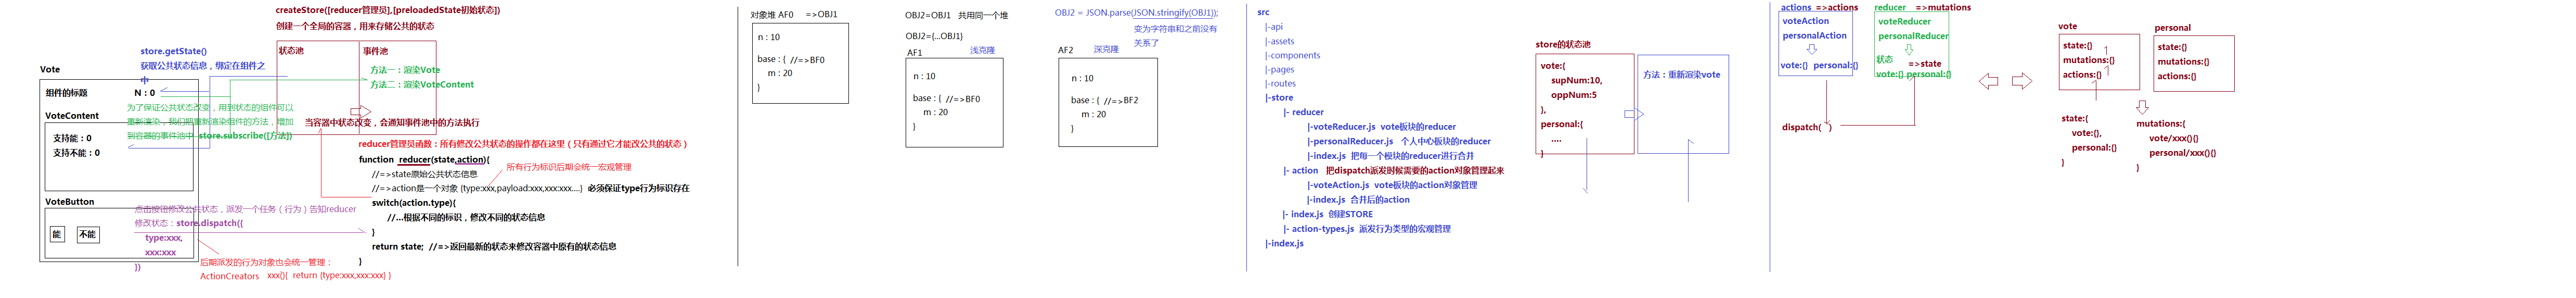 createStore([reducer管理员],[preloadedState初始状态])
创建一个全局的容器，用来存储公共的状态
状态池
事件池
store.getState()
获取公共状态信息，绑定在组件之
中
方法一：渲染Vote
方法二：渲染VoteContent
Vote
组件的标题
N：0
为了保证公共状态改变，用到状态的组件可以
重新渲染，我们把重新渲染组件的方法，增加
到容器的事件池中 store.subscribe([方法])
VoteContent
支持能：0
支持不能：0
当容器中状态改变，会通知事件池中的方法执行
reducer管理员函数：所有修改公共状态的操作都在这里（只有通过它才能改公共的状态）
function reducer(state,action){
所有行为标识后期会统一宏观管理
//=>state原始公共状态信息
//=>action是一个对象 {type:xxx,payload:xxx,xxx:xxx....} 必须保证type行为标识存在
switch(action.type){
//...根据不同的标识，修改不同的状态信息
}
return state; //=>返回最新的状态来修改容器中原有的状态信息
}
VoteButton
能
不能
点击按钮修改公共状态，派发一个任务（行为）告知reducer
修改状态：store.dispatch({
type:xxx,
xxx:xxx
})
后期派发的行为对象也会统一管理：
ActionCreators xxx(){ return {type:xxx,xxx:xxx} }
对象堆 AF0 =>OBJ1
n : 10
base : { //=>BF0
m : 20
}
OBJ2=OBJ1 共用同一个堆
OBJ2={...OBJ1}
AF1
浅克隆
n : 10
base : { //=>BF0
m : 20
}
OBJ2 = JSON.parse(JSON.stringify(OBJ1));
变为字符串和之前没有
关系了
AF2
深克隆
n : 10
base : { //=>BF2
m : 20
}
src
|-api
|-assets
|-components
|-pages
|-routes
|-store
|- reducer
|-voteReducer.js vote板块的reducer
|-personalReducer.js 个人中心板块的reducer
|-index.js 把每一个模块的reducer进行合并
|- action 把dispatch派发时候需要的action对象管理起来
|-voteAction.js vote板块的action对象管理
|-index.js 合并后的action
|- index.js 创建STORE
|- action-types.js 派发行为类型的宏观管理
|-index.js
store的状态池
vote:{
supNum:10,
oppNum:5
},
personal:{
....
}
方法：重新渲染vote
actions =>actions
voteAction
personalAction
vote:{} personal:{}
reducer =>mutations
voteReducer
personalReducer
状态 =>state
vote:{} personal:{}
dispatch( )
vote
state:{}
mutations:{}
actions:{}
personal
state:{}
mutations:{}
actions:{}
state:{
vote:{},
personal:{}
}
mutations:{
vote/xxx(){}
personal/xxx(){}
}